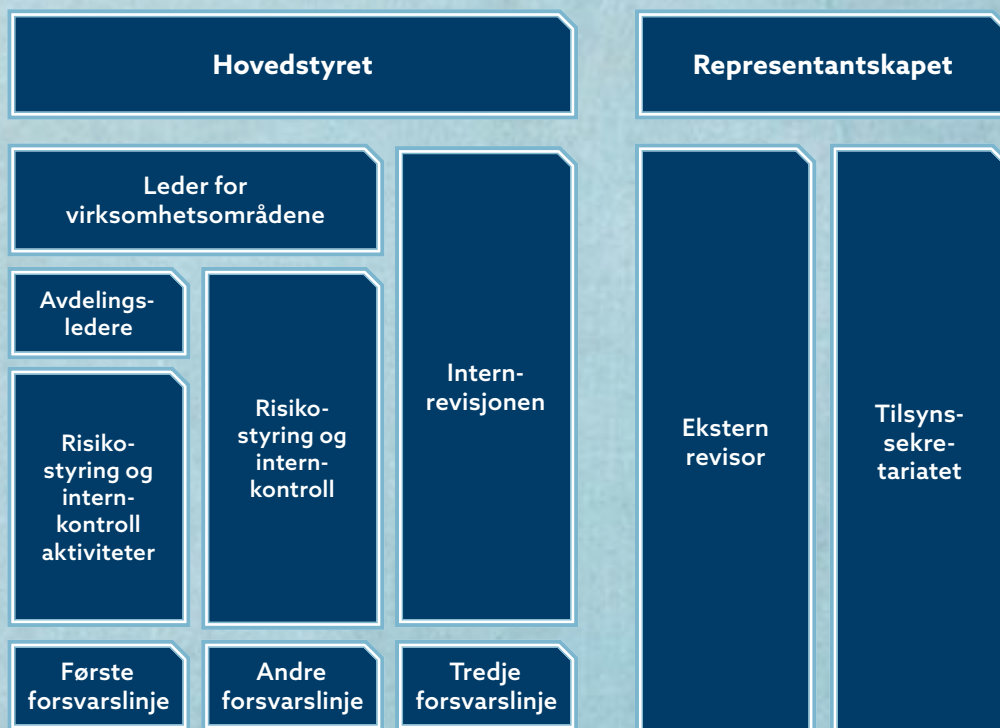 Hovedstyret
Representantskapet
Leder for
virksomhetsområdene
Avdelings-
ledere
Risiko-
styring og
intern-
kontroll
aktiviteter
Risiko-
styring og
intern-
kontroll
Intern-
revisjonen
Ekstern
revisor
Tilsyns-
sekre-
tariatet
Første
forsvarslinje
Andre
forsvarslinje
Tredje
forsvarslinje